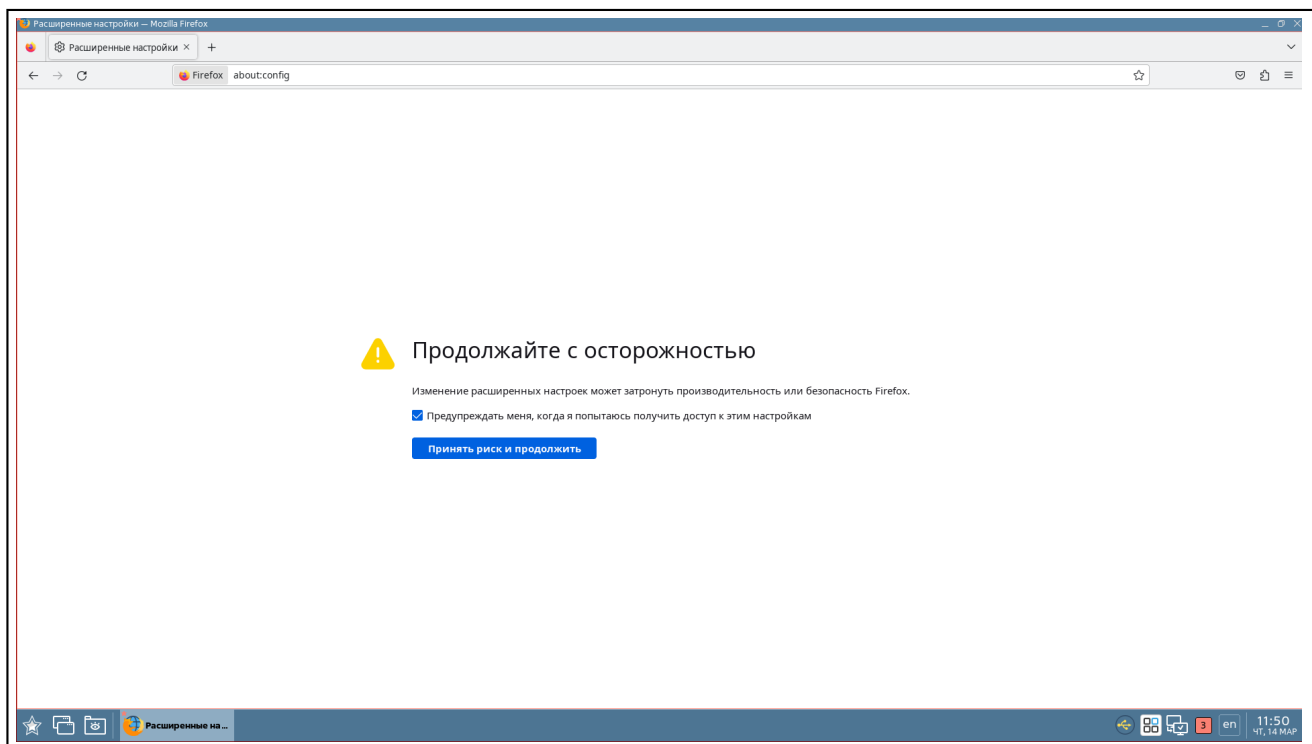 Расширенные настройки — Mozilla Firefox
Расширенные настройки
Firefox about:config
Продолжайте с осторожностью
Изменение расширенных настроек может затронуть производительность или безопасность Firefox.
Предупреждать меня, когда я попытаюсь получить доступ к этим настройкам
Принять риск и продолжить
Расширенные на...
3 en 11:50
ЧТ, 14 МАР